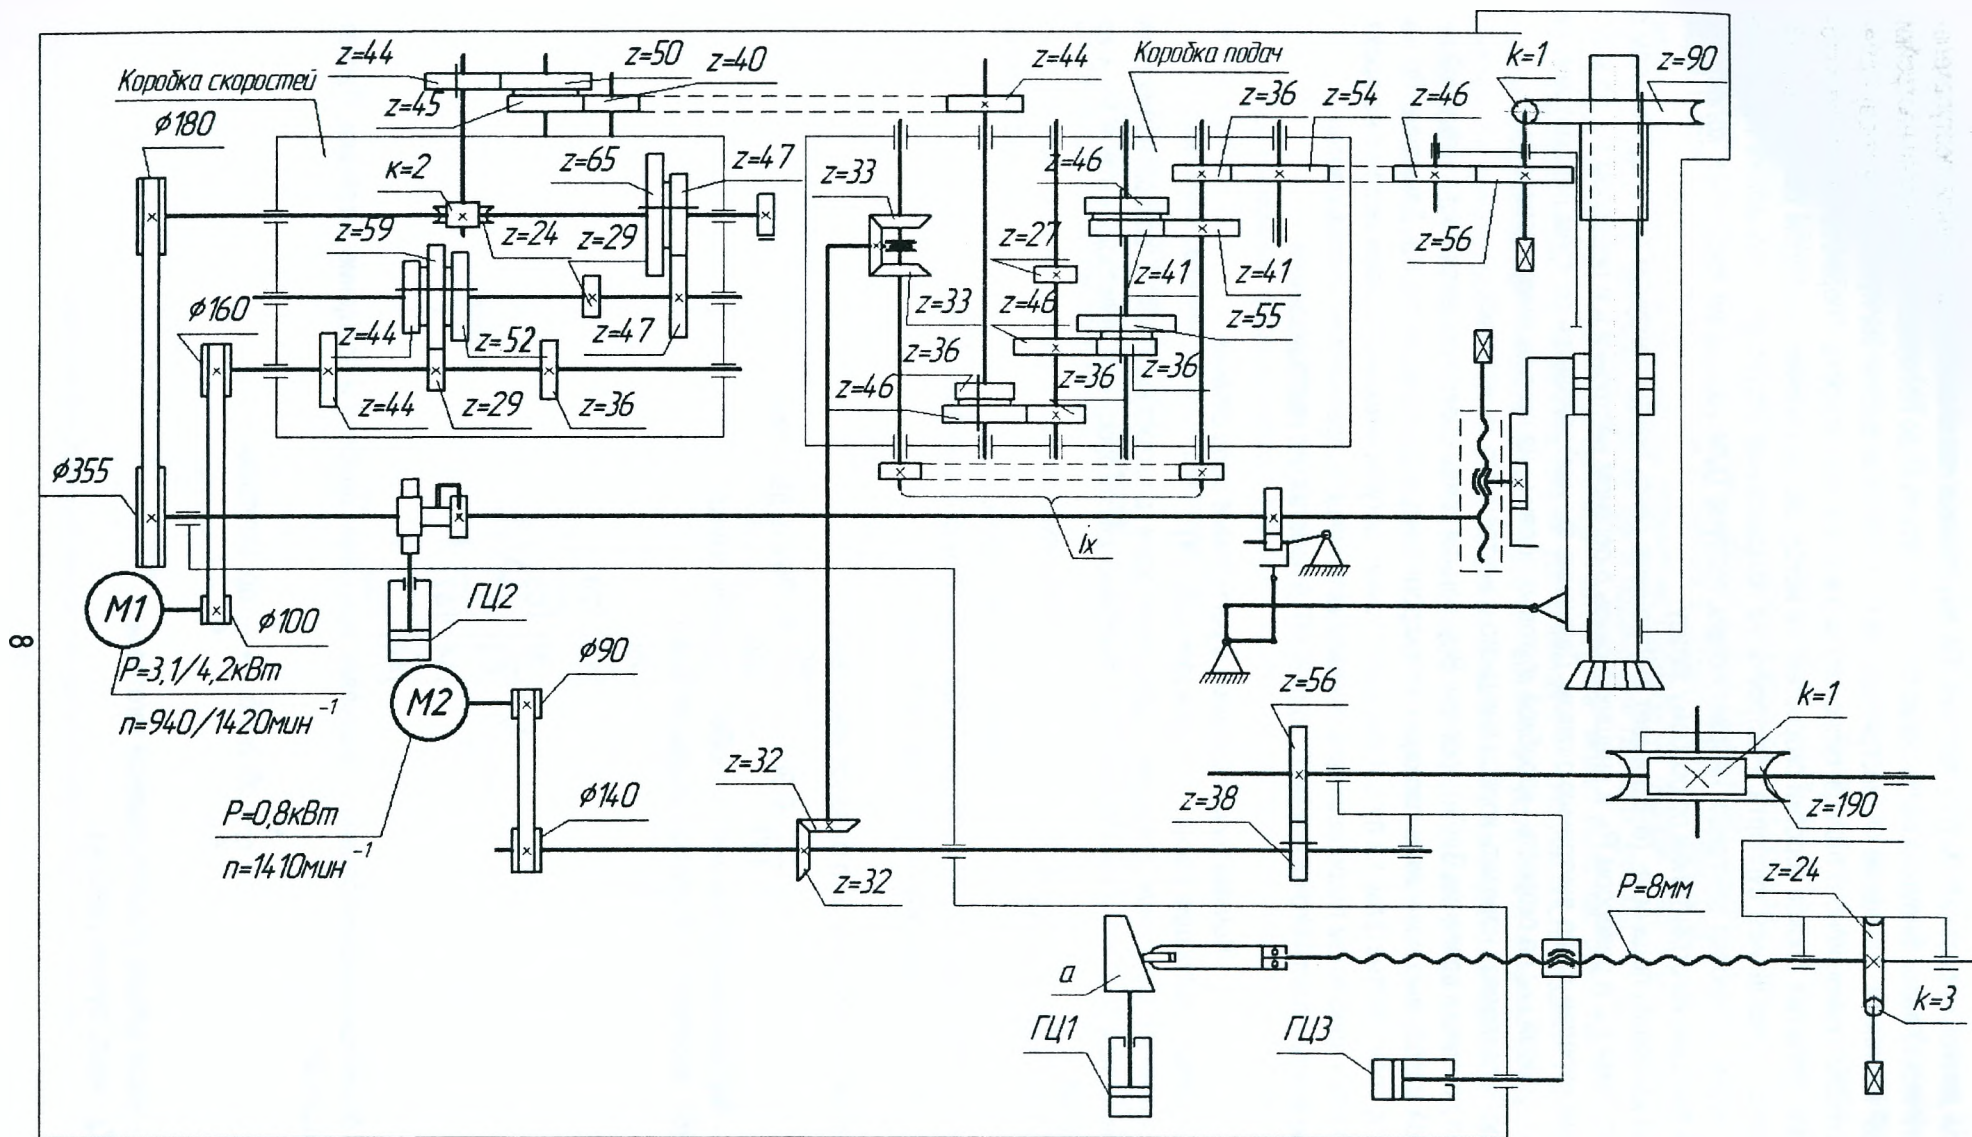 z=44
z=50
z=40
z=44
Коробка подач
k=1
z=90
Коробка скоростей
z=45
z=36
z=54
z=46
ϕ180
к=2
z=65
z=47
z=33
z=46
z=59
z=24
z=29
z=27
z=41
z=41
z=56
ϕ160
z=44
z=52
z=47
z=33
z=46
z=55
z=36
z=46
z=36
z=36
z=44
z=29
z=36
ϕ355
ix
М1
ϕ100
ГЦ2
P=3,1/4,2кВт
n=940/1420мин⁻¹
М2
ϕ90
z=56
k=1
z=32
P=0,8кВт
ϕ140
z=38
z=190
n=1410мин⁻¹
z=32
z=24
P=8мм
a
ГЦ1
ГЦ3
k=3
8